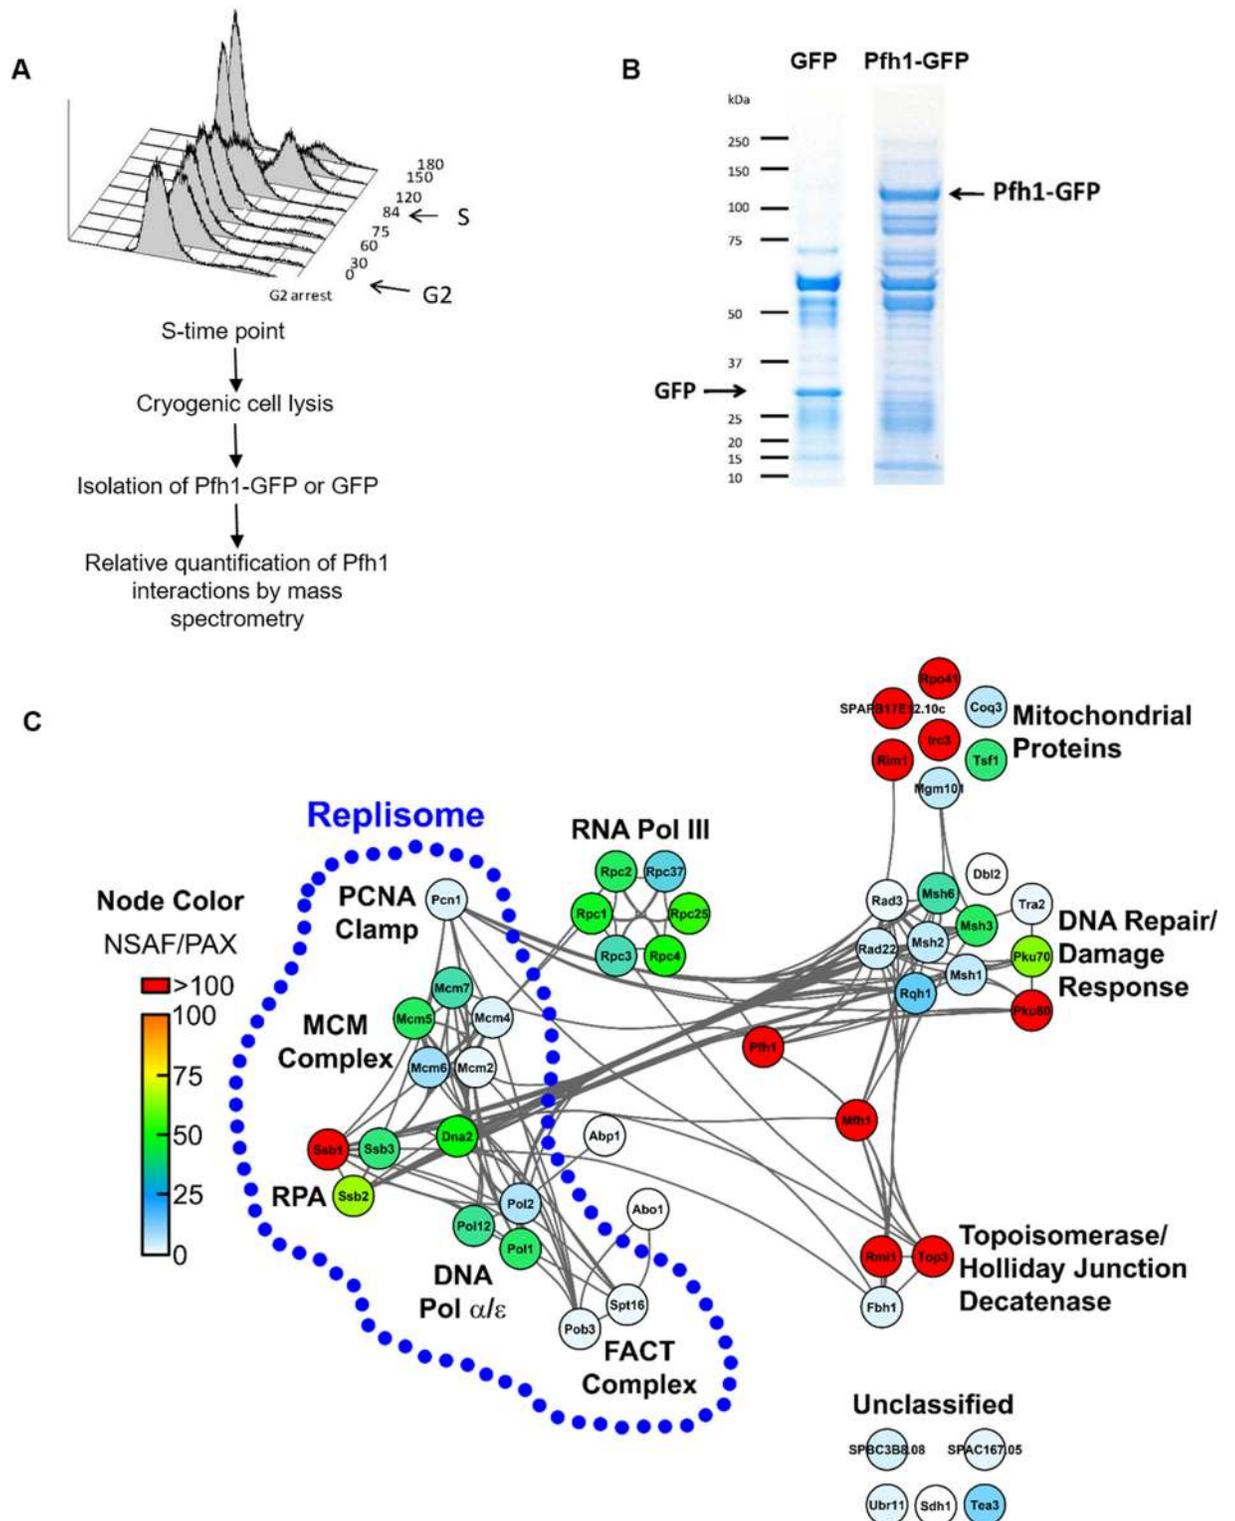 A
180
150
120
84
S
75
60
30
0
G2
G2 arrest
S-time point
Cryogenic cell lysis
Isolation of Pfh1-GFP or GFP
Relative quantification of Pfh1
interactions by mass
spectrometry
B
GFP Pfh1-GFP
kDa
250
150
100
75
50
37
25
20
15
10
Pfh1-GFP
GFP
C
Node Color
NSAF/PAX
>100
100
75
50
25
0
Replisome
PCNA
Clamp
Pcn1
MCM
Complex
Mcm7
Mcm5
Mcm4
Mcm6
Mcm2
RPA
Ssb1
Ssb3
Dna2
Ssb2
DNA
Pol α/ε
Pol2
Pol12
Pol1
Abp1
Abo1
Spt16
Pob3
FACT
Complex
RNA Pol III
Rpc2
Rpc37
Rpc1
Rpc25
Rpc3
Rpc4
Mitochondrial
Proteins
Rpo41
SPAPB17E12.10c
Coq3
Irc3
Rim1
Tsf1
Mgm101
DNA Repair/
Damage
Response
Dbl2
Rad3
Msh6
Tra2
Msh3
Rad22
Msh2
Pku70
Msh1
Rqh1
Pku80
Pfh1
Mfh1
Topoisomerase/
Holliday Junction
Decatenase
Rmi1
Top3
Fbh1
Unclassified
SPBC3B8.08
SPAC167.05
Ubr11
Sdh1
Tea3